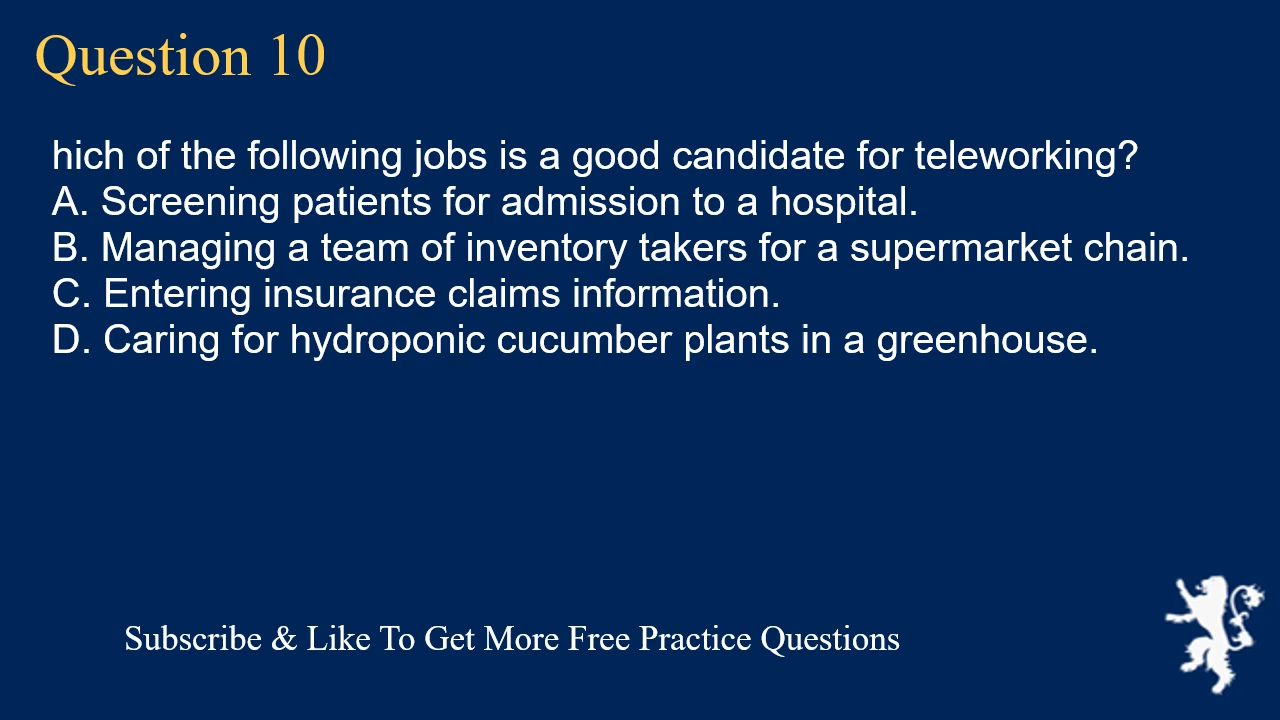 Question 10
hich of the following jobs is a good candidate for teleworking?
A. Screening patients for admission to a hospital.
B. Managing a team of inventory takers for a supermarket chain.
C. Entering insurance claims information.
D. Caring for hydroponic cucumber plants in a greenhouse.
Subscribe & Like To Get More Free Practice Questions